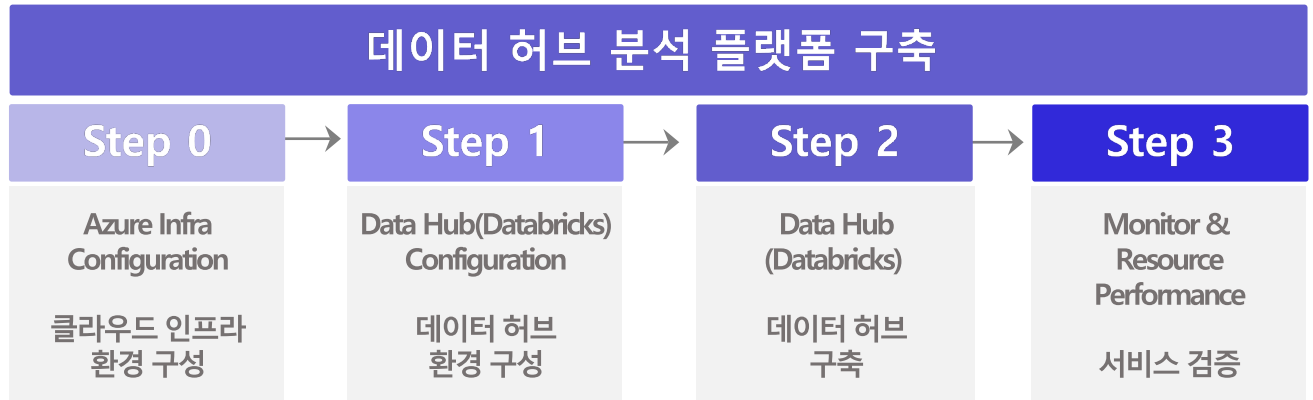 데이터 허브 분석 플랫폼 구축
Step 0
Step 1
Step 2
Step 3
Azure Infra
Configuration
클라우드 인프라
환경 구성
Data Hub(Databricks)
Configuration
데이터 허브
환경 구성
Data Hub
(Databricks)
데이터 허브
구축
Monitor &
Resource
Performance
서비스 검증